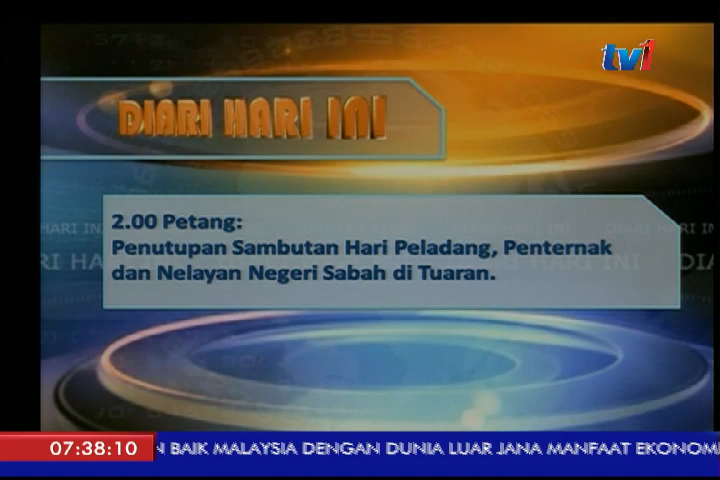 tv1
DIARI HARI INI
2.00 Petang:
Penutupan Sambutan Hari Peladang, Penternak
dan Nelayan Negeri Sabah di Tuaran.
07:38:10
BAIK MALAYSIA DENGAN DUNIA LUAR JANA MANFAAT EKONOMI